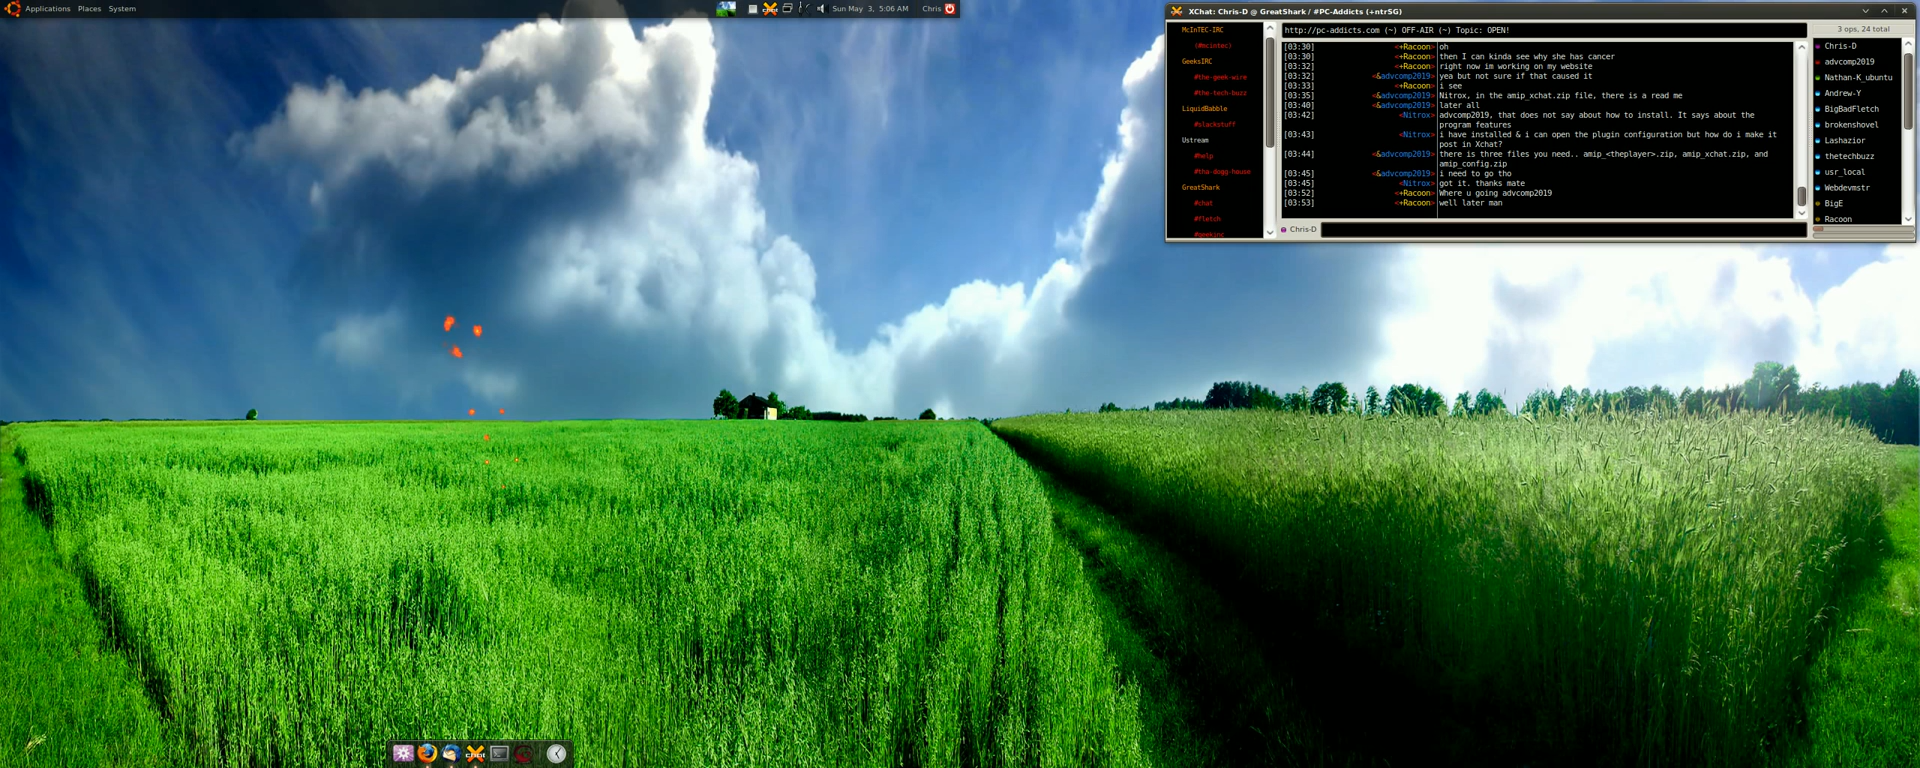 Applications Places System
Sun May 3, 5:06 AM Chris
XChat: Chris-D @ GreatShark / #PC-Addicts (+ntrSG)
McInTEC-IRC
(#mcintec)
GeeksIRC
#the-geek-wire
#the-tech-buzz
LiquidBabble
#slackstuff
Ustream
#help
#tha-dogg-house
GreatShark
#chat
#fletch
#geekinc
http://pc-addicts.com (~) OFF-AIR (~) Topic: OPEN!
[03:30] <+Racoon> oh
[03:30] <+Racoon> then I can kinda see why she has cancer
[03:32] <+Racoon> right now im working on my website
[03:32] <&advcomp2019> yea but not sure if that caused it
[03:33] <+Racoon> i see
[03:35] <&advcomp2019> Nitrox, in the amip_xchat.zip file, there is a read me
[03:40] <&advcomp2019> later all
[03:42] <Nitrox> advcomp2019, that does not say about how to install. It says about the
program features
[03:43] <Nitrox> i have installed & i can open the plugin configuration but how do i make it
post in Xchat?
[03:44] <&advcomp2019> there is three files you need.. amip_<theplayer>.zip, amip_xchat.zip, and
amip_config.zip
[03:45] <&advcomp2019> i need to go tho
[03:45] <Nitrox> got it. thanks mate
[03:52] <+Racoon> Where u going advcomp2019
[03:53] <+Racoon> well later man
Chris-D
3 ops, 24 total
Chris-D
advcomp2019
Nathan-K_ubuntu
Andrew-Y
BigBadFletch
brokenshovel
Lashazior
thetechbuzz
usr_local
Webdevmstr
BigE
Racoon
chat